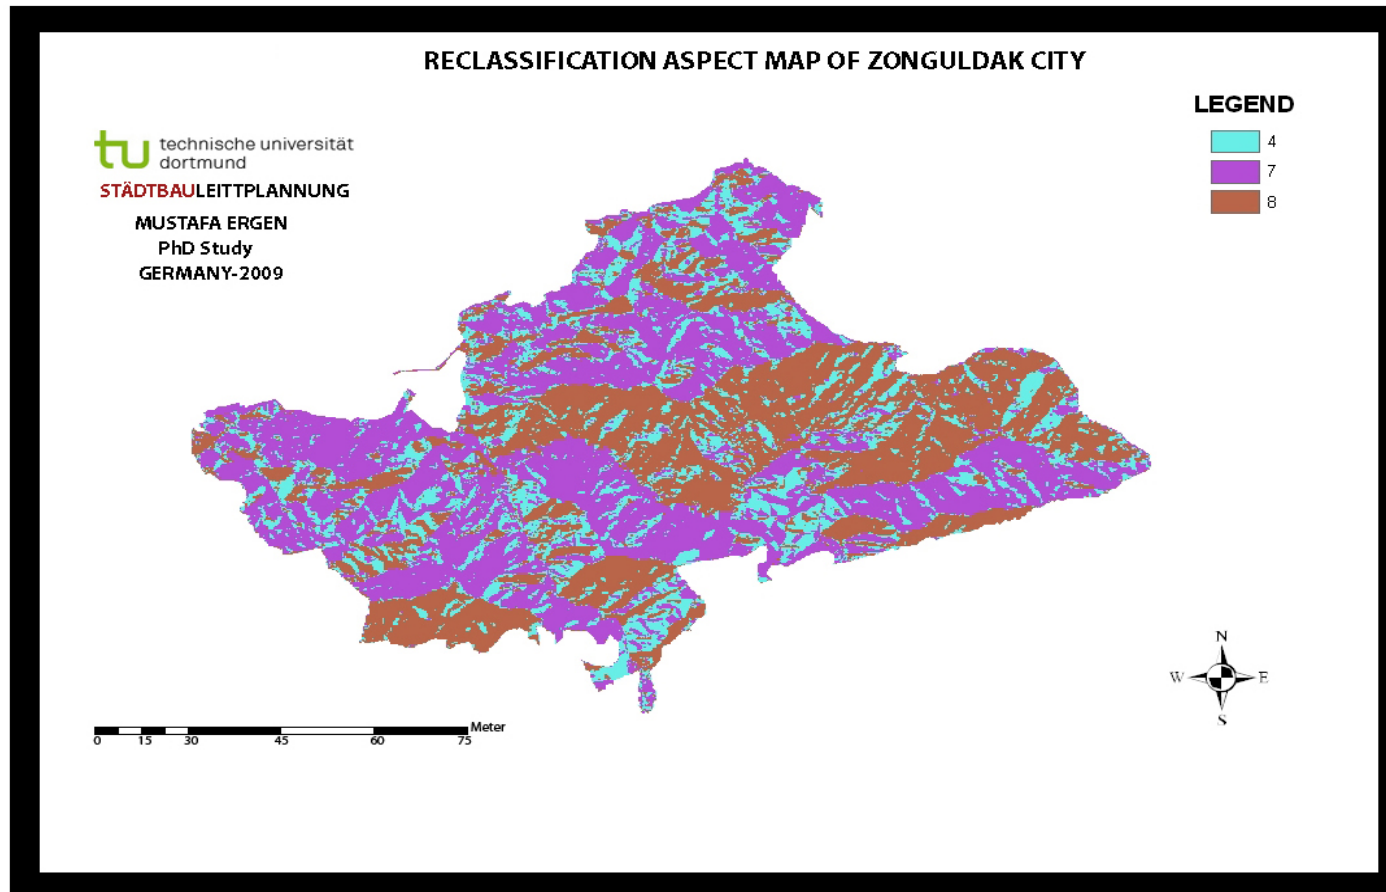 RECLASSIFICATION ASPECT MAP OF ZONGULDAK CITY
LEGEND
4
7
8
tu technische universität
dortmund
STÄDTBAULEITTPLANNUNG
MUSTAFA ERGEN
PhD Study
GERMANY-2009
N
W E
S
Meter
0 15 30 45 60 75